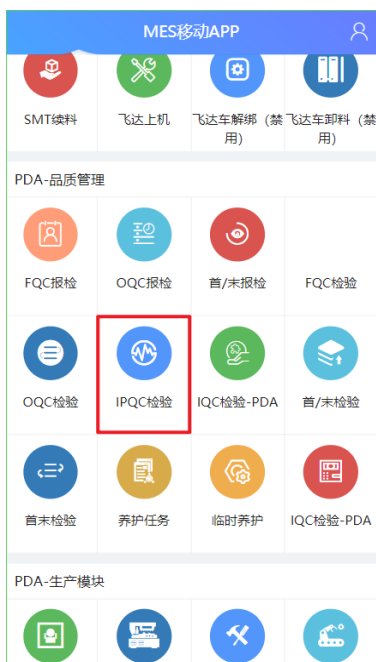 MES移动APP
SMT续料 飞达上机 飞达车解绑（禁用） 飞达车卸料（禁用）
PDA-品质管理
FQC报检 OQC报检 首/末报检 FQC检验
OQC检验 IPQC检验 IQC检验-PDA 首/末检验
首末检验 养护任务 临时养护 IQC检验-PDA
PDA-生产模块